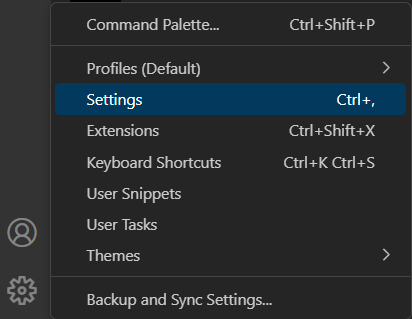 Command Palette... Ctrl+Shift+P
Profiles (Default)
Settings Ctrl+,
Extensions Ctrl+Shift+X
Keyboard Shortcuts Ctrl+K Ctrl+S
User Snippets
User Tasks
Themes
Backup and Sync Settings...